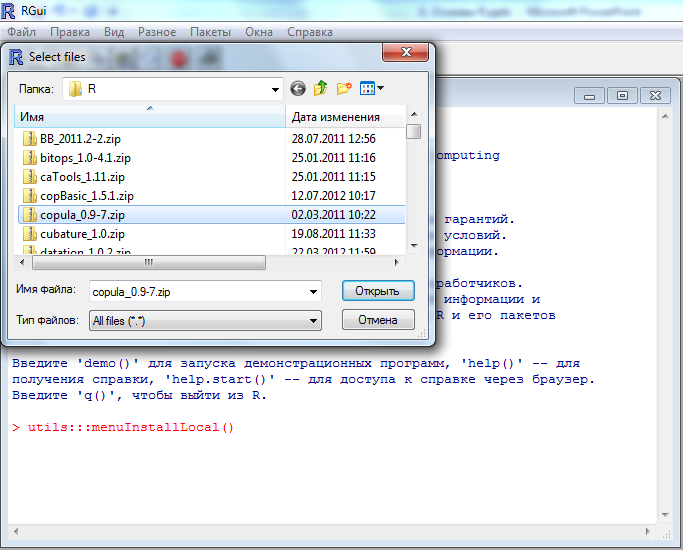 RGui
5. Основы R.pptx - Microsoft PowerPoint
Файл Правка Вид Разное Пакеты Окна Справка
Select files
Папка: R
Имя Дата изменения
BB_2011.2-2.zip 28.07.2011 12:56
bitops_1.0-4.1.zip 25.01.2011 11:16
caTools_1.11.zip 25.01.2011 11:15
copBasic_1.5.1.zip 12.07.2012 10:17
copula_0.9-7.zip 02.03.2011 10:22
cubature_1.0.zip 19.08.2011 11:33
datation_1.0.2.zip 22.03.2012 11:59
Имя файла: copula_0.9-7.zip Открыть
Тип файлов: All files (*.*) Отмена
omputing
гарантий.
условий.
ормации.
работчиков.
информации и
R и его пакетов
Введите 'demo()' для запуска демонстрационных программ, 'help()' -- для
получения справки, 'help.start()' -- для доступа к справке через браузер.
Введите 'q()', чтобы выйти из R.
> utils:::menuInstallLocal()